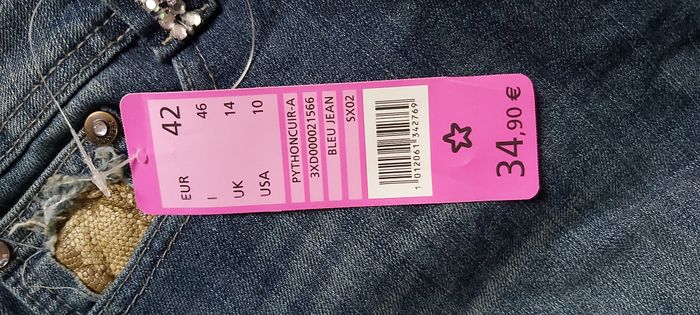 EUR 42
I 46
UK 14
USA 10
PYTHONCUIR-A
3XD000021566
BLEU JEAN
SX02
1 012061 342769
34,90 €